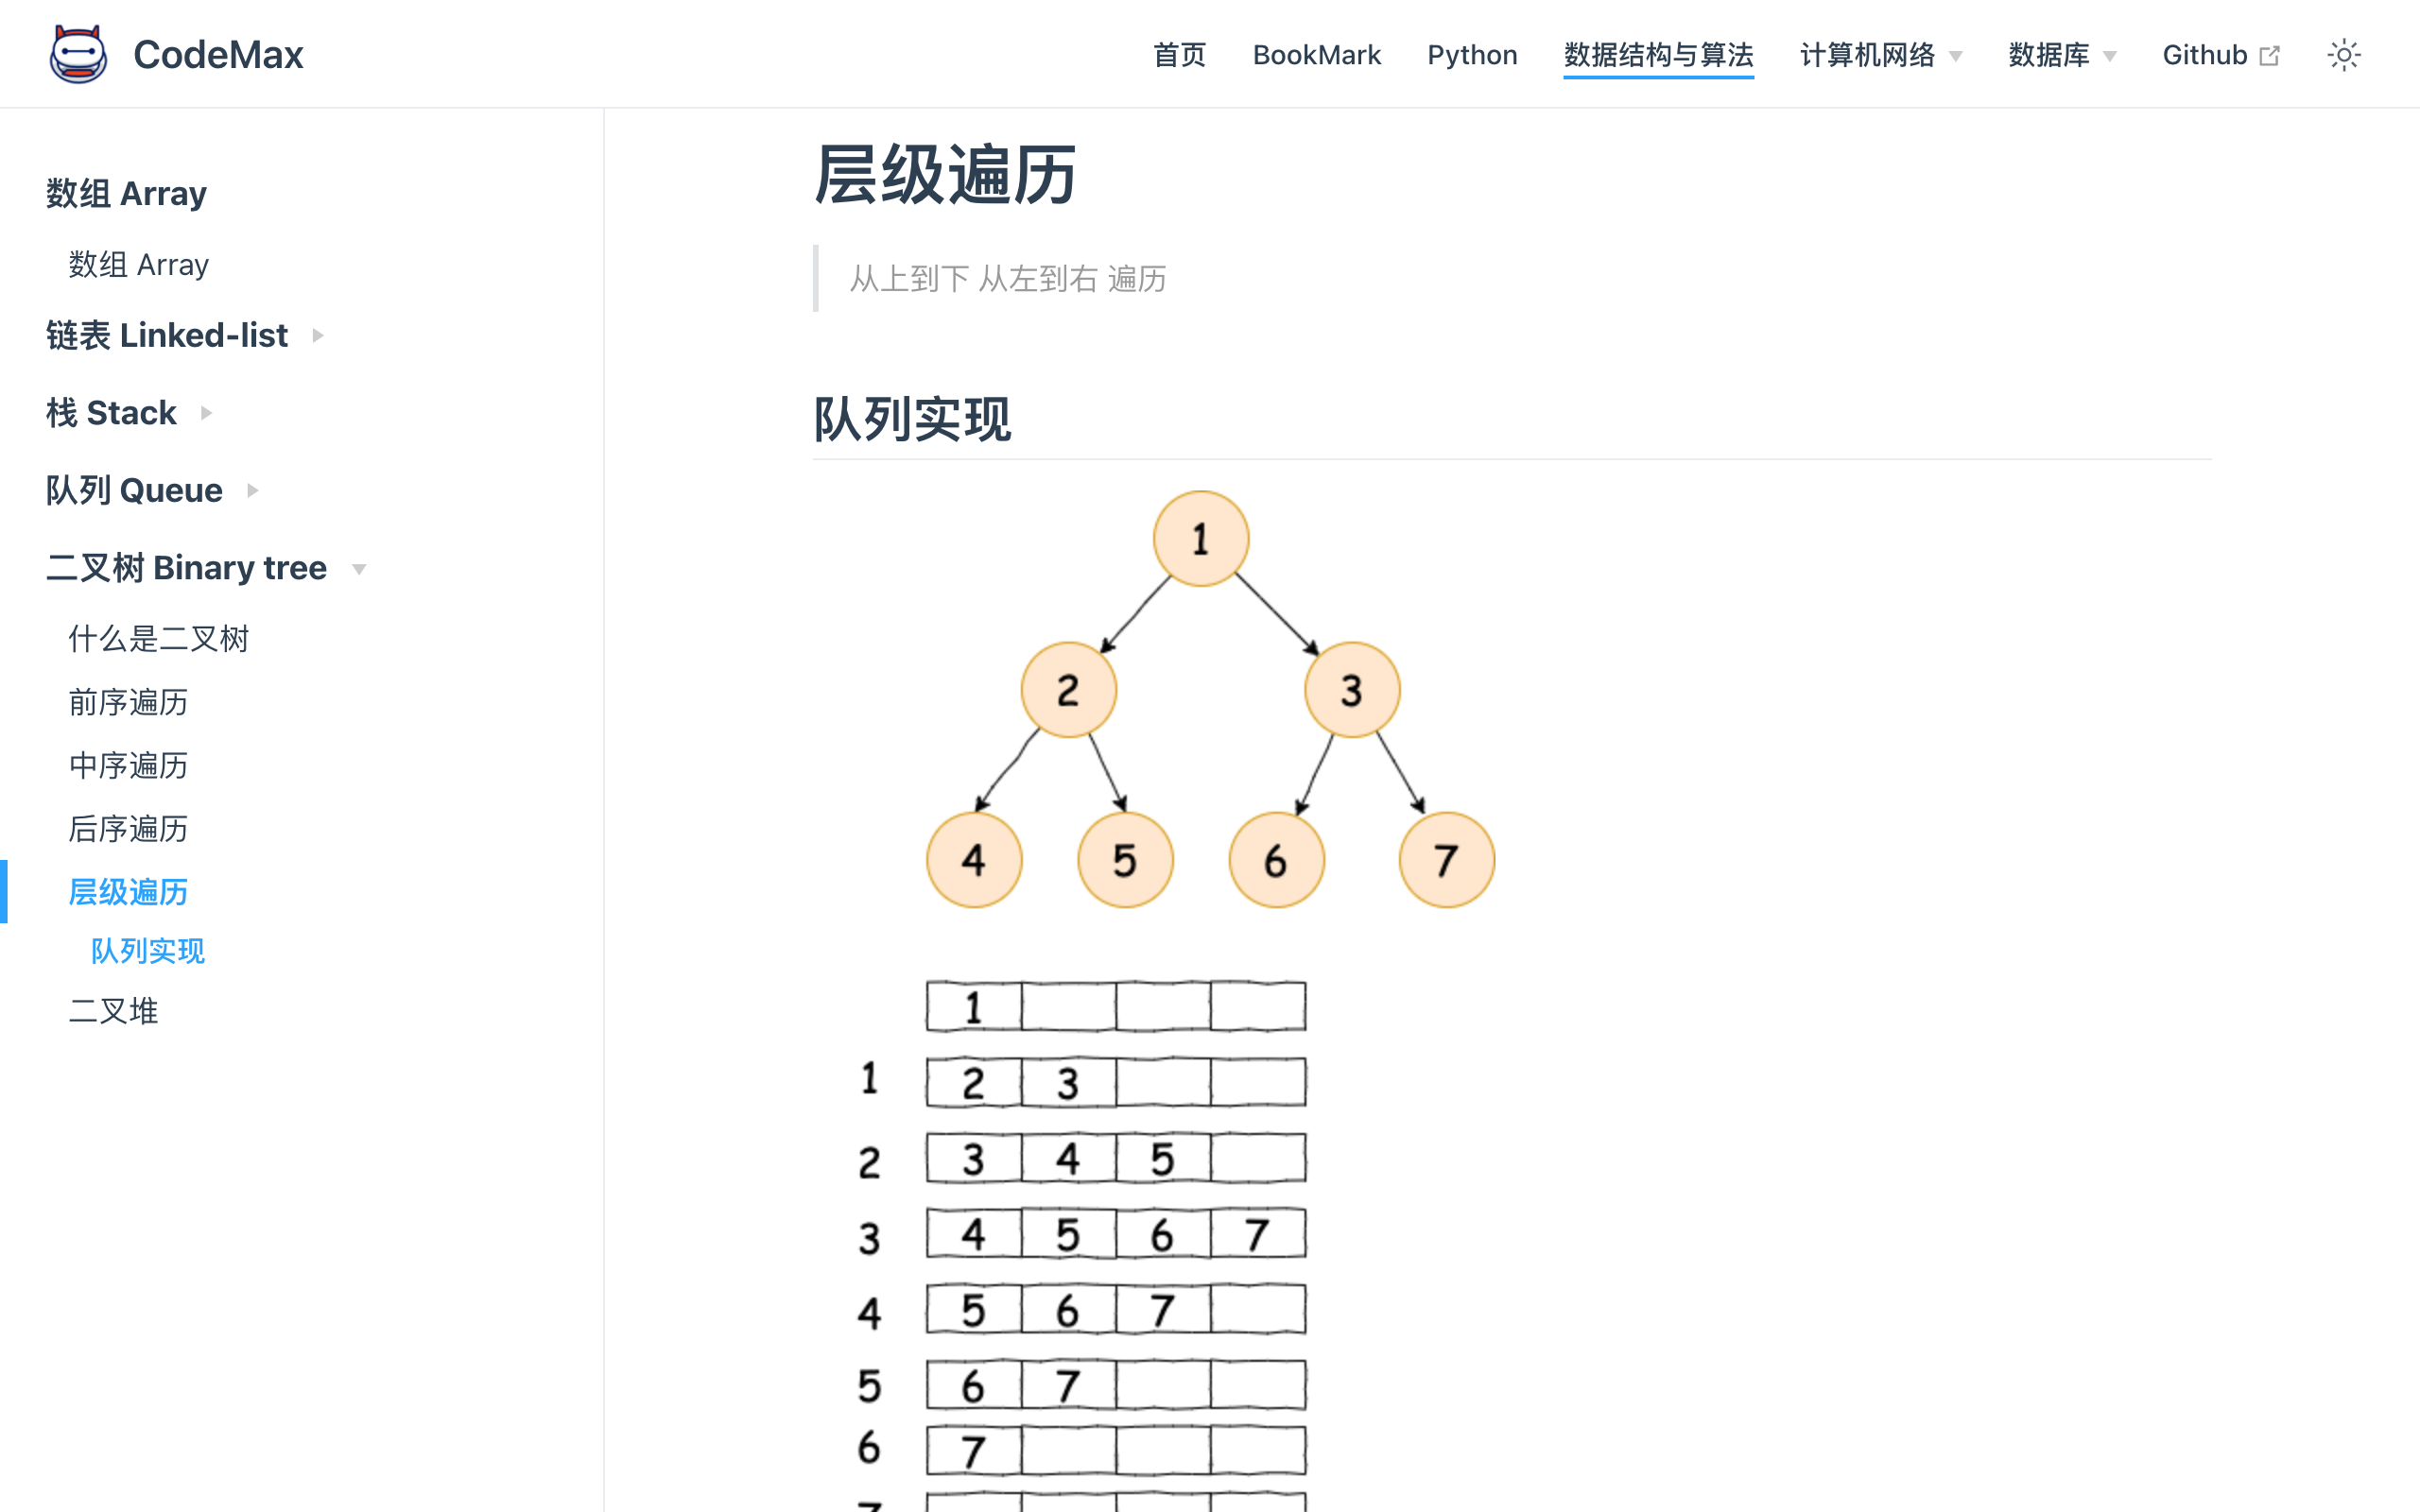 CodeMax
首页 BookMark Python 数据结构与算法 计算机网络 数据库 Github
数组 Array
数组 Array
链表 Linked-list
栈 Stack
队列 Queue
二叉树 Binary tree
什么是二叉树
前序遍历
中序遍历
后序遍历
层级遍历
队列实现
二叉堆
层级遍历
从上到下 从左到右 遍历
队列实现
1
2 3
4 5 6 7
1
1 2 3
2 3 4 5
3 4 5 6 7
4 5 6 7
5 6 7
6 7